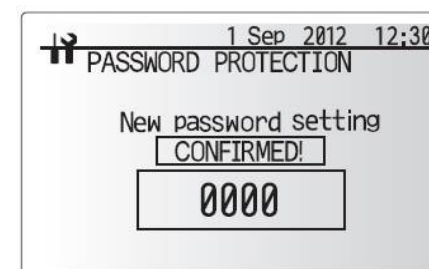 1 Sep 2012 12:30
PASSWORD PROTECTION
New password setting
CONFIRMED!
0000